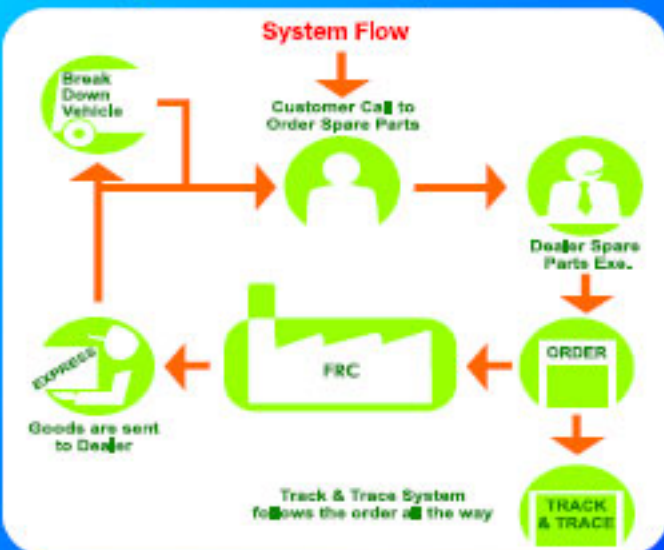 System Flow
Break
Down
Vehicle
Customer Call to
Order Spare Parts
Dealer Spare
Parts Exe.
ORDER
FRC
EXPRESS
Goods are sent
to Dealer
Track & Trace System
follows the order all the way
TRACK
& TRACE